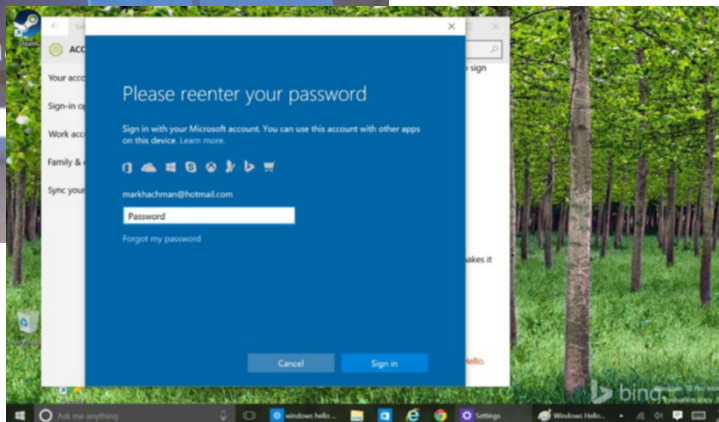 ACC
Your acco
Sign-in op
Work acc
Family &
Sync your
sign
Please reenter your password
Sign in with your Microsoft account. You can use this account with other apps
on this device. Learn more.
markhachman@hotmail.com
Password
Forgot my password
akes it
Cancel
Sign in
Hello.
bing
Ask me anything
windows hello ...
Settings
Windows Hello...